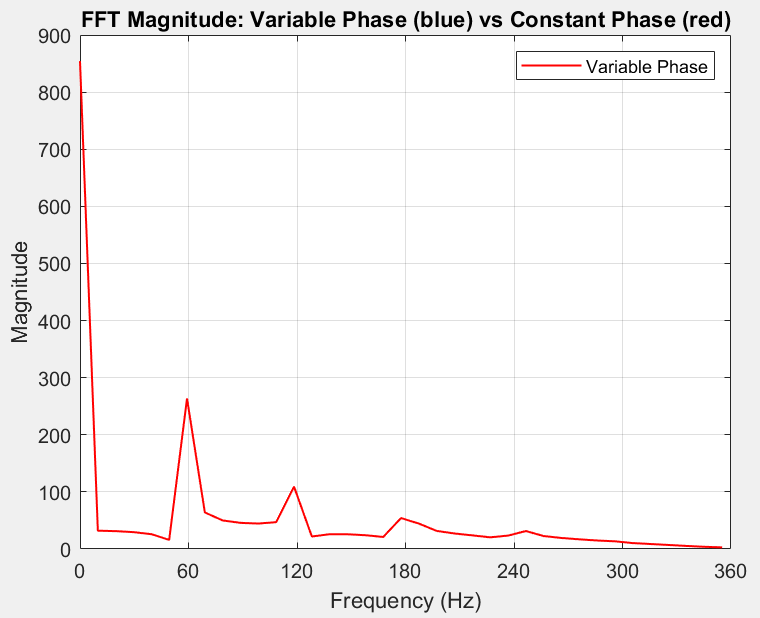 FFT Magnitude: Variable Phase (blue) vs Constant Phase (red)
Variable Phase
900
800
700
600
500
400
300
200
100
0
Magnitude
0 60 120 180 240 300 360
Frequency (Hz)